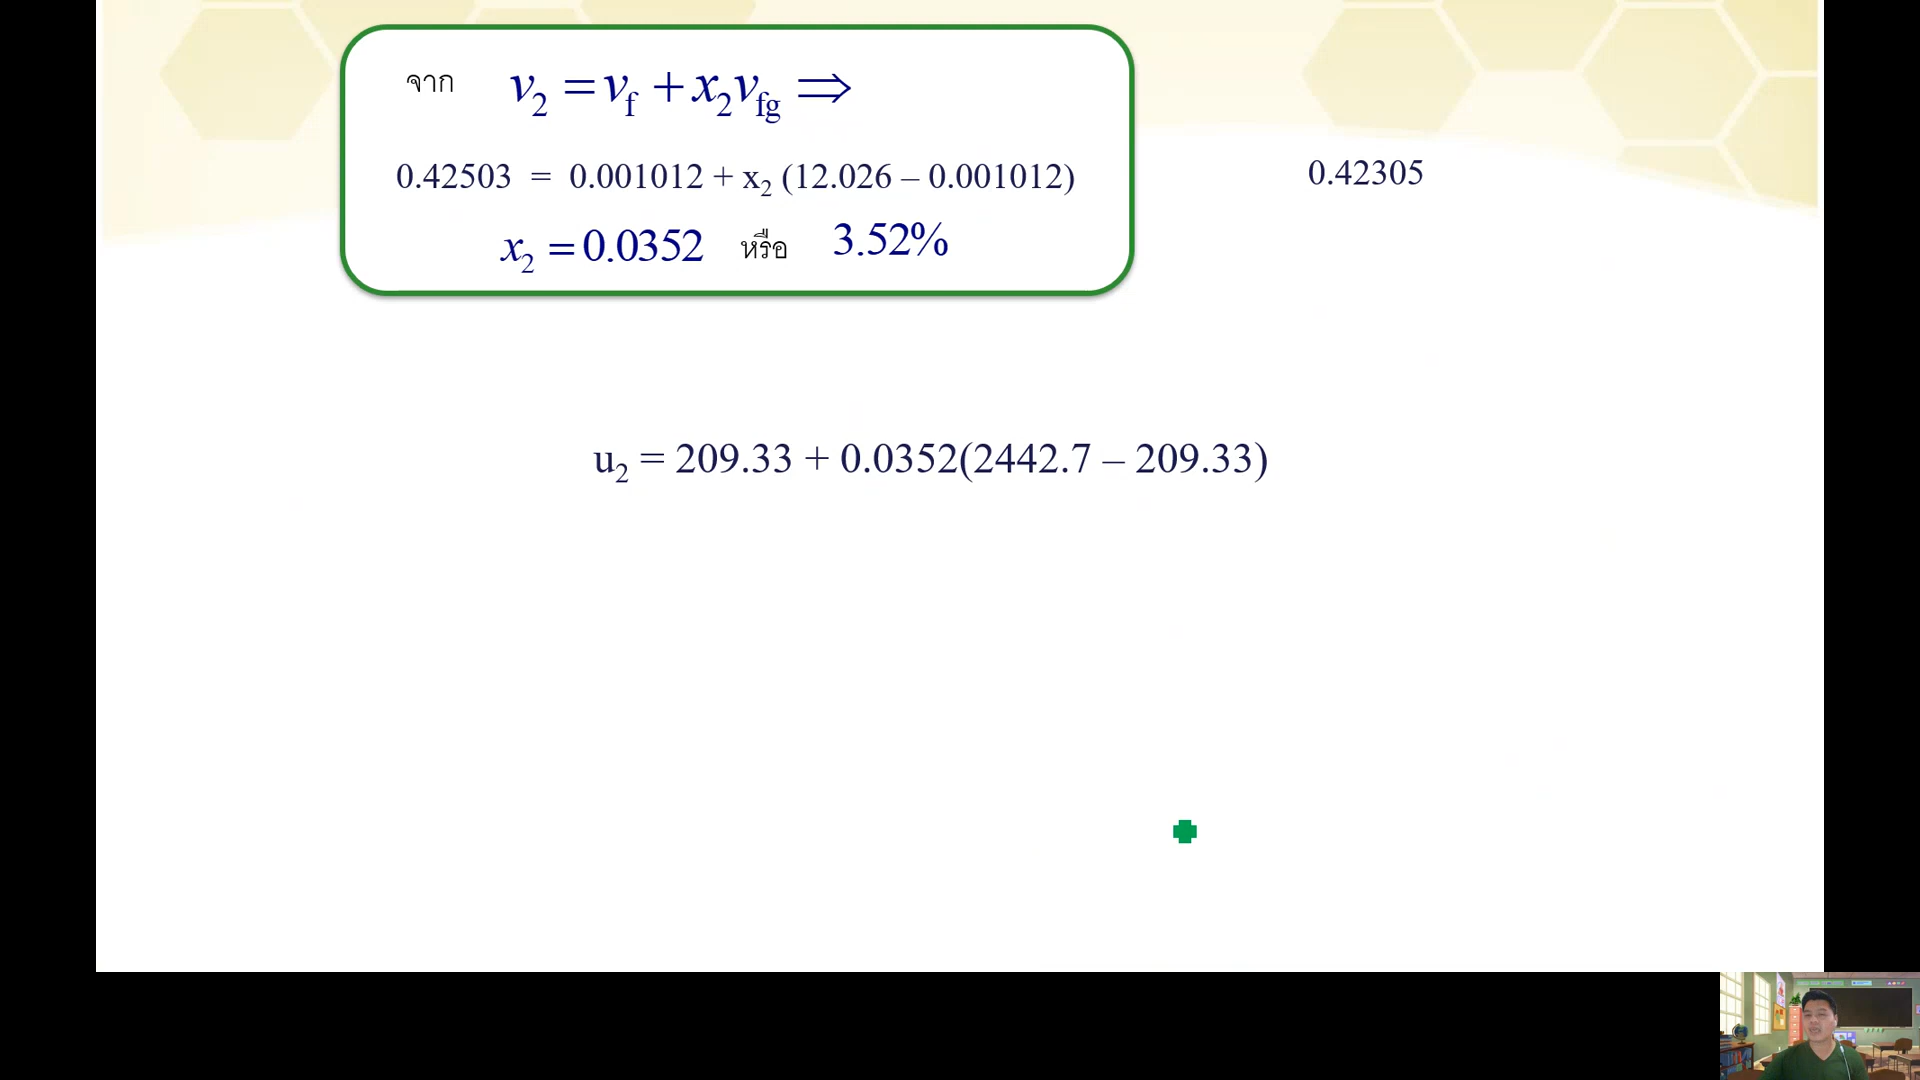 จาก v₂ = v_f + x₂v_fg ⇒
0.42503 = 0.001012 + x₂ (12.026 – 0.001012)
0.42305
x₂ = 0.0352 หรือ 3.52%
u₂ = 209.33 + 0.0352(2442.7 – 209.33)